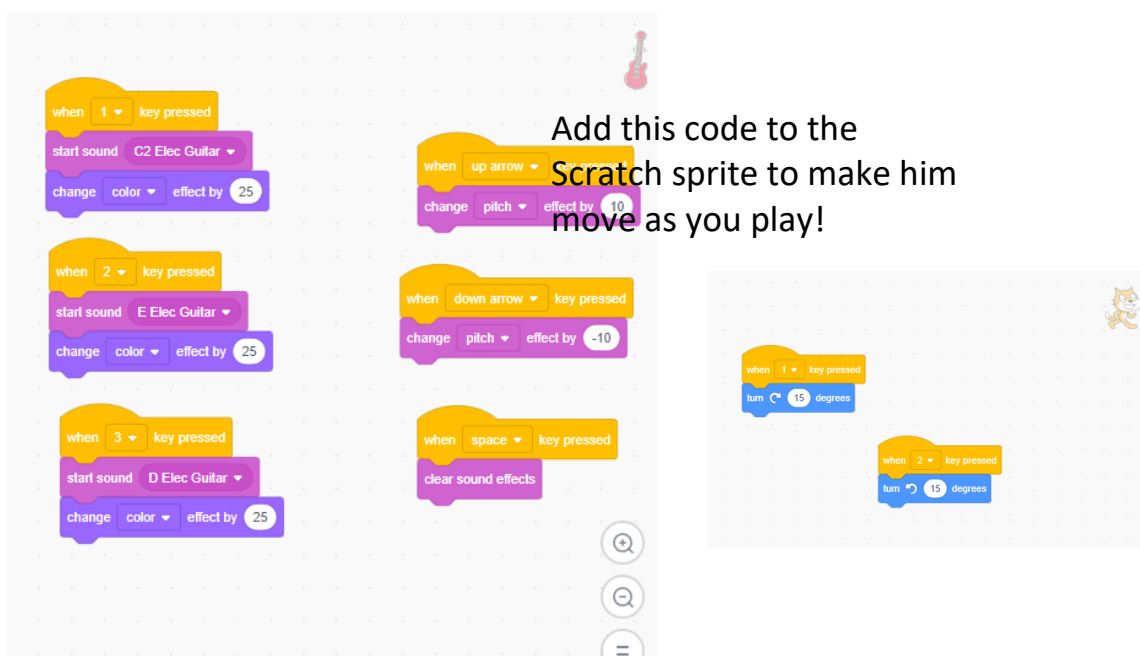 when 1 key pressed
start sound C2 Elec Guitar
change color effect by 25
when 2 key pressed
start sound E Elec Guitar
change color effect by 25
when 3 key pressed
start sound D Elec Guitar
change color effect by 25
when up arrow key pressed
change pitch effect by 10
when down arrow key pressed
change pitch effect by -10
when space key pressed
clear sound effects
Add this code to the
Scratch sprite to make him
move as you play!
when 1 key pressed
turn 15 degrees
when 2 key pressed
turn 15 degrees